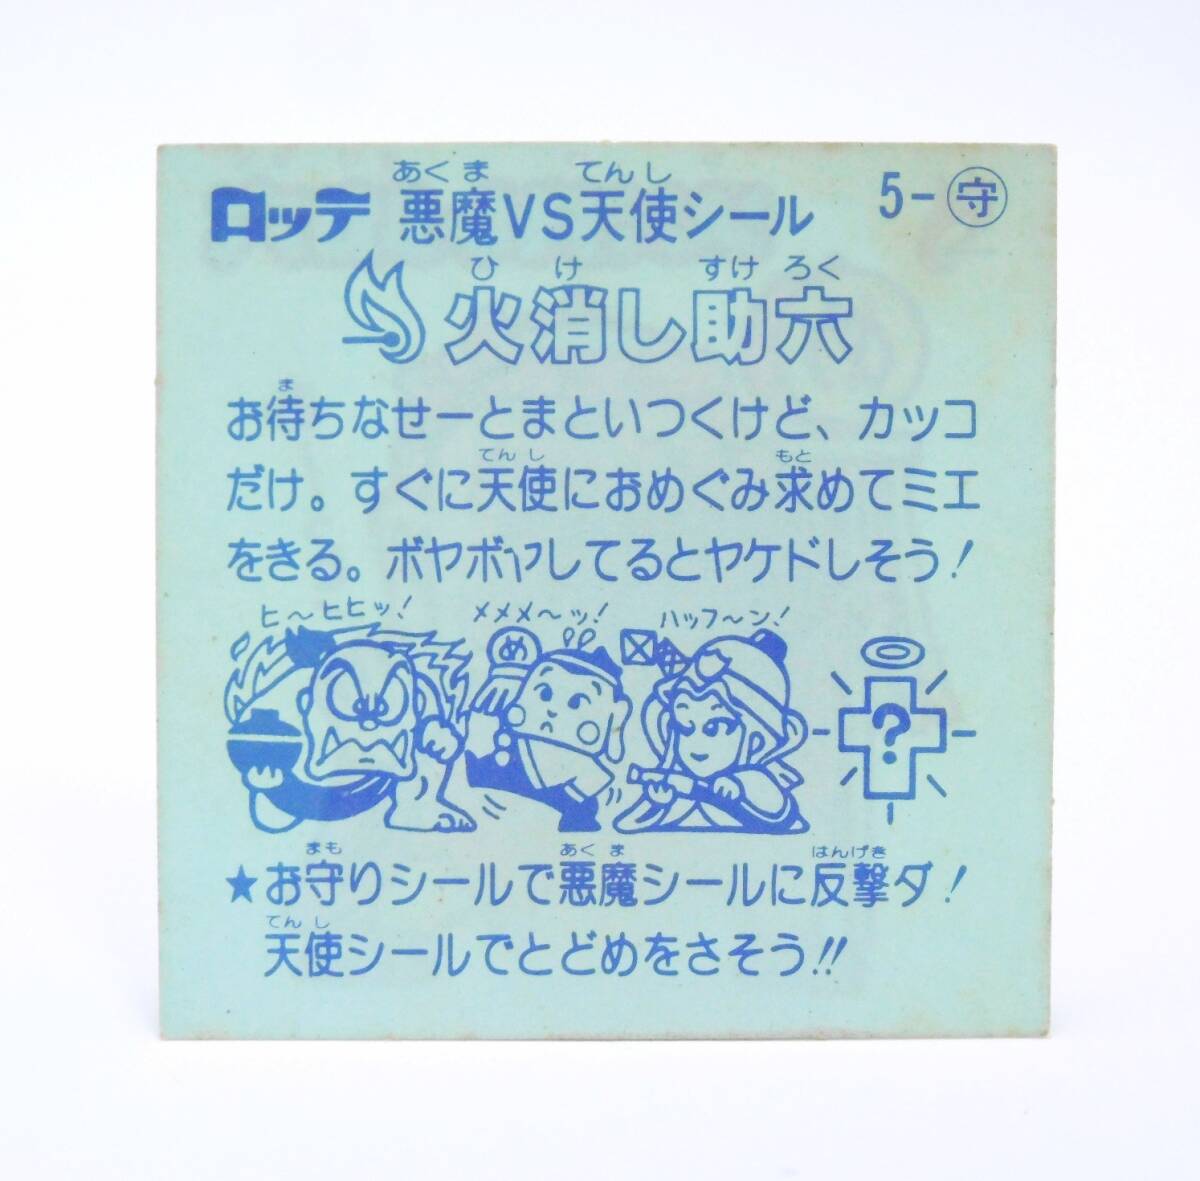 ロッテ 悪魔VS天使シール 5-守
あくま てんし
火消し助六
ひけ すけろく
お待ちなせーとまといつくけど、カッコ
ま
だけ。すぐに天使におめぐみ求めてミエ
てんし もと
をきる。ボヤボヤしてるとヤケドしそう!
ヒ〜ヒヒッ! メメメ〜ッ! ハッフ〜ン!
め ?
★お守りシールで悪魔シールに反撃ダ!
まも あくま はんげき
天使シールでとどめをさそう!!
てんし